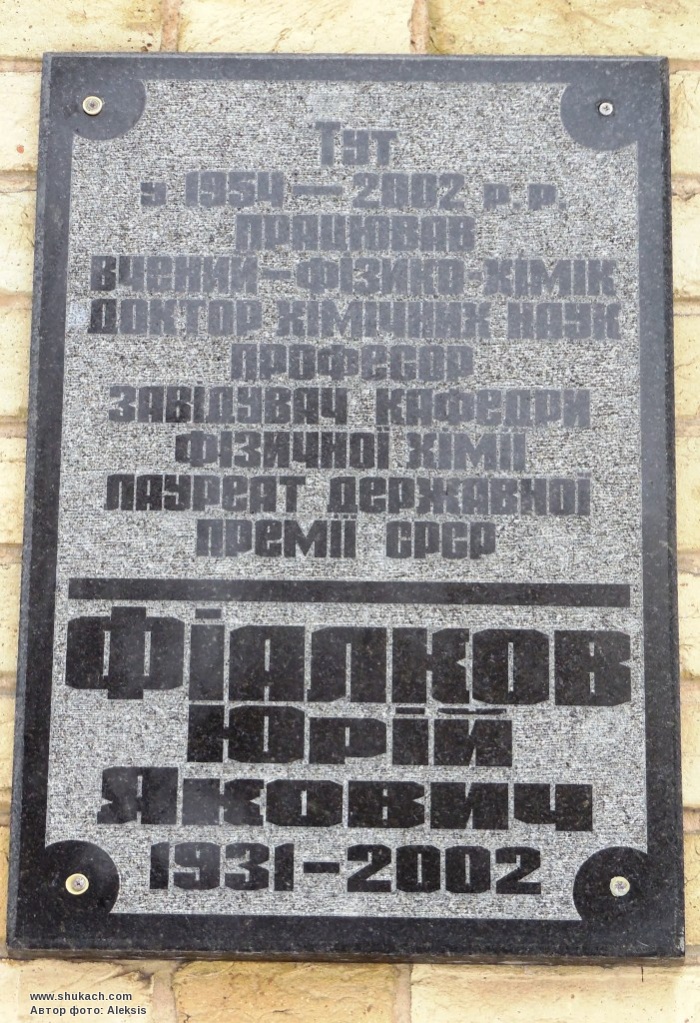 Тут
у 1954 — 2002 р.р.
працював
вчений-фізико-хімік
доктор хімічних наук
професор
завідувач кафедри
фізичної хімії
лауреат державної
премії СРСР
Фіалков
Юрій
Якович
1931-2002
www.shukach.com
Автор фото: Aleksis